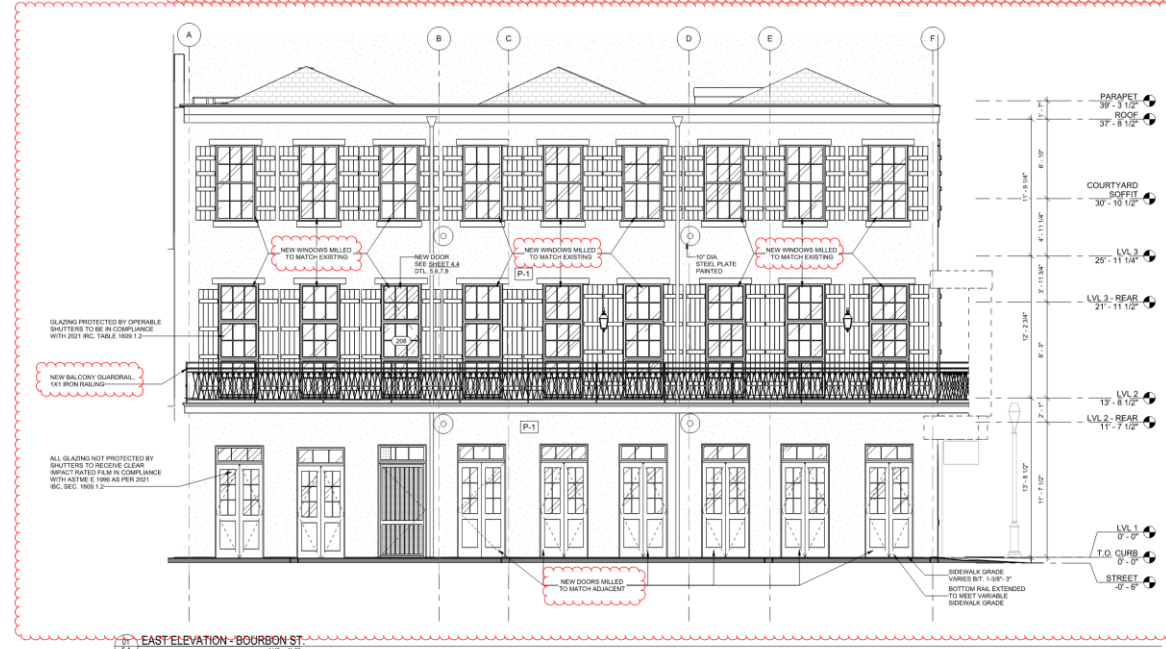 A
B
C
D
E
F
PARAPET
39' - 3 1/2"
ROOF
37' - 8 1/2"
1' - 7"
6' - 10"
11' - 9 1/4"
COURTYARD
SOFFIT
30' - 10 1/2"
4' - 11 1/4"
NEW WINDOWS MILLED
TO MATCH EXISTING
NEW DOOR
SEE SHEET 4.4
DTL. 5,6,7,8
NEW WINDOWS MILLED
TO MATCH EXISTING
10" DIA.
STEEL PLATE
PAINTED
NEW WINDOWS MILLED
TO MATCH EXISTING
P-1
LVL 3
25' - 11 1/4"
3' - 11 3/4"
LVL 3 - REAR
21' - 11 1/2"
GLAZING PROTECTED BY OPERABLE
SHUTTERS TO BE IN COMPLIANCE
WITH 2021 IRC, TABLE 1609.1.2
208
12' - 2 3/4"
8' - 3"
NEW BALCONY GUARDRAIL,
1X1 IRON RAILING
LVL 2
13' - 8 1/2"
2' - 1"
LVL 2 - REAR
11' - 7 1/2"
P-1
ALL GLAZING NOT PROTECTED BY
SHUTTERS TO RECEIVE CLEAR
IMPACT RATED FILM IN COMPLIANCE
WITH ASTME E 1996 AS PER 2021
IBC, SEC. 1609.1.2
13' - 8 1/2"
11' - 7 1/2"
LVL 1
0' - 0"
T.O. CURB
0' - 0"
STREET
-0' - 6"
NEW DOORS MILLED
TO MATCH ADJACENT
SIDEWALK GRADE
VARIES B/T. 1-3/8"- 3"
BOTTOM RAIL EXTENDED
TO MEET VARIABLE
SIDEWALK GRADE
01
EAST ELEVATION - BOURBON ST.